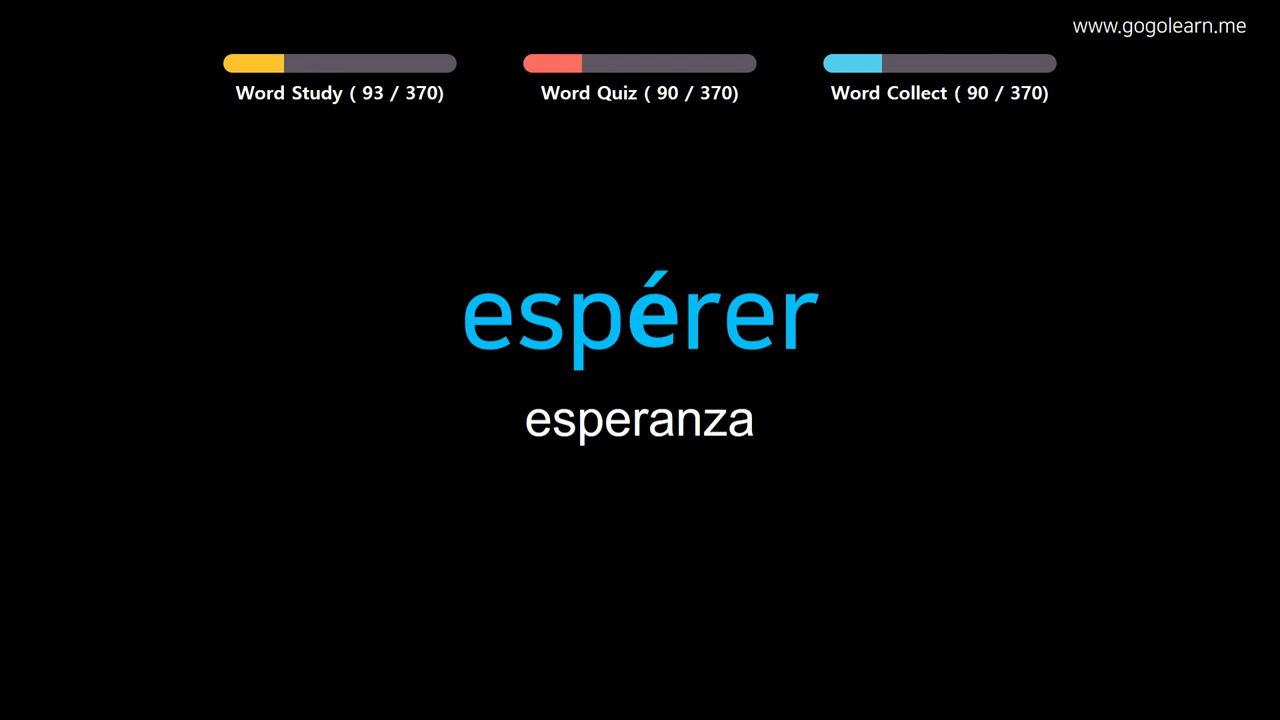 www.gogolearn.me
Word Study ( 93 / 370)
Word Quiz ( 90 / 370)
Word Collect ( 90 / 370)
espérer
esperanza